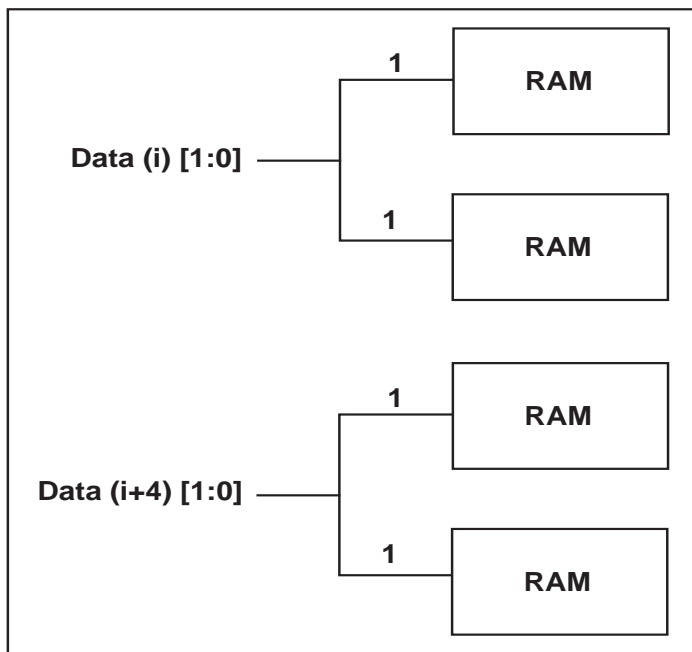 1
RAM
Data (i) [1:0]
1
RAM
1
RAM
Data (i+4) [1:0]
1
RAM